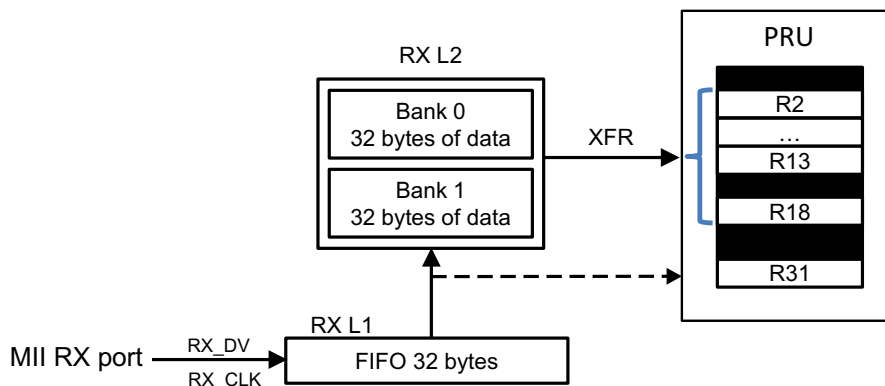 PRU
RX L2
Bank 0
32 bytes of data
Bank 1
32 bytes of data
XFR
R2
...
R13
R18
R31
RX L1
MII RX port
RX_DV
RX_CLK
FIFO 32 bytes